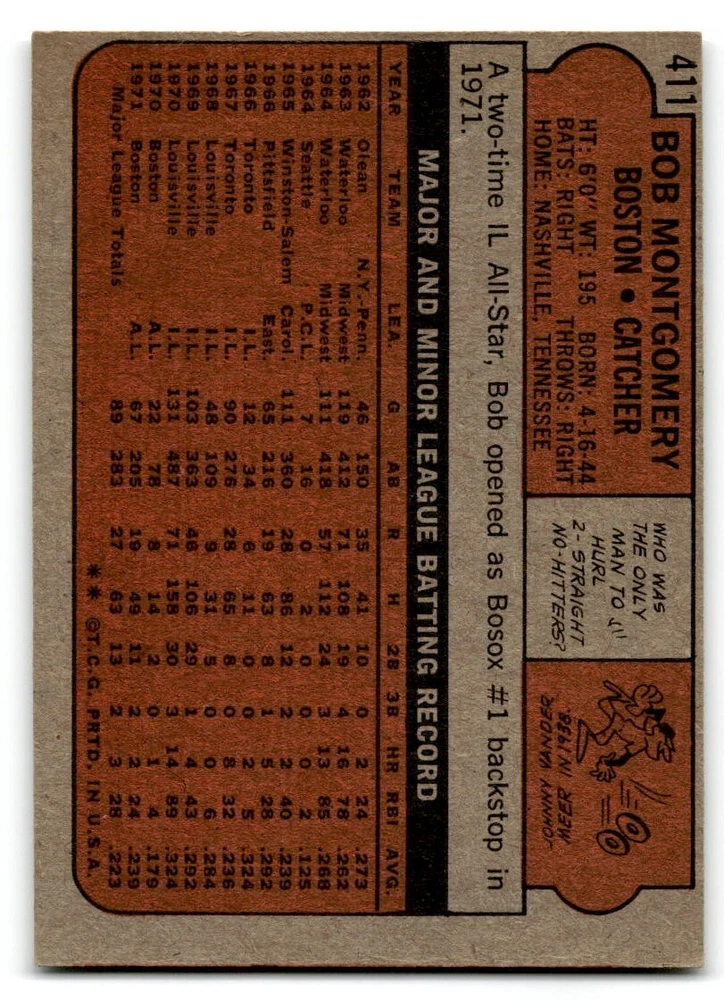 411
BOB MONTGOMERY
BOSTON • CATCHER
HT: 6'0" WT: 195 BORN: 4-16-44
BATS: RIGHT THROWS: RIGHT
HOME: NASHVILLE, TENNESSEE
WHO WAS
THE ONLY
MAN TO
HURL
2-STRAIGHT
NO-HITTERS?
JOHNNY VANDER
MEER IN 1938.
A two-time IL All-Star, Bob opened as Bosox #1 backstop in
1971.
MAJOR AND MINOR LEAGUE BATTING RECORD
YEAR TEAM LEA. G AB R H 2B 3B HR RBI AVG.
1962 Olean N.Y.-Penn. 46 150 35 41 10 0 2 24 .273
1963 Waterloo Midwest 119 412 71 108 19 4 16 78 .262
1964 Waterloo Midwest 111 418 57 112 24 3 13 85 .268
1964 Seattle P.C.L. 7 16 0 2 0 0 0 2 .125
1965 Winston-Salem Carol. 111 360 28 86 12 2 2 40 .239
1966 Pittsfield East. 65 216 19 63 8 1 5 28 .292
1966 Toronto I.L. 12 34 6 11 0 0 2 5 .324
1967 Toronto I.L. 90 276 28 65 8 0 8 32 .236
1968 Louisville I.L. 48 109 9 31 5 0 0 6 .284
1969 Louisville I.L. 103 363 46 106 29 1 4 43 .292
1970 Louisville I.L. 131 487 71 158 30 3 14 89 .324
1970 Boston A.L. 22 78 8 14 2 0 1 4 .179
1971 Boston A.L. 67 205 19 49 11 2 2 24 .239
Major League Totals 89 283 27 63 13 2 3 28 .223
** ©T.C.G. PRTD. IN U.S.A.